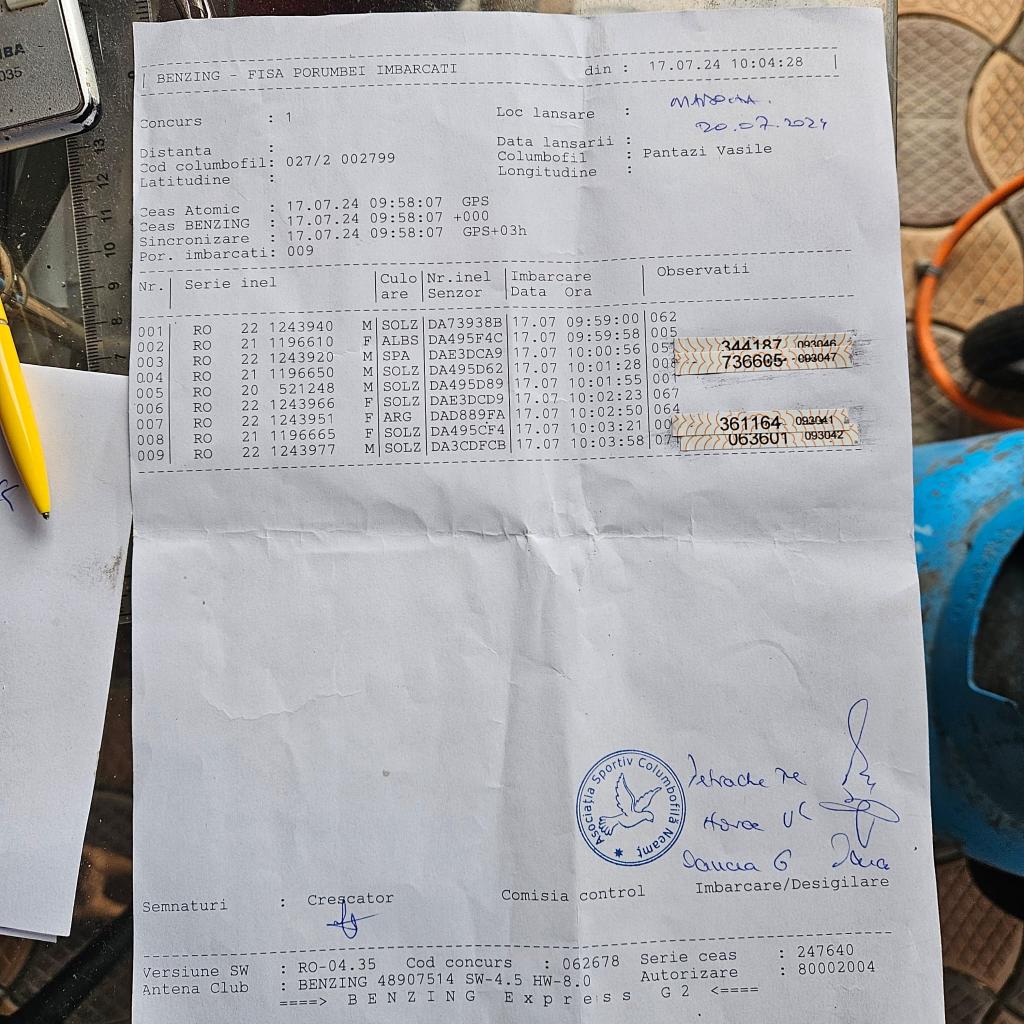 BA
035
| BENZING - FISA PORUMBEI IMBARCATI din : 17.07.24 10:04:28 |
Concurs : 1 Loc lansare :
20.07.2024
Distanta : Data lansarii :
Cod columbofil: 027/2 002799 Columbofil : Pantazi Vasile
Latitudine : Longitudine :
Ceas Atomic : 17.07.24 09:58:07 GPS
Ceas BENZING : 17.07.24 09:58:07 +000
Sincronizare : 17.07.24 09:58:07 GPS+03h
Por. imbarcati: 009
Nr.| Serie inel |Culo|Nr.inel |Imbarcare | Observatii
|are |Senzor |Data Ora |
001| RO 22 1243940 M|SOLZ|DA73938B|17.07 09:59:00|062
002| RO 21 1196610 F|ALBS|DA495F4C|17.07 09:59:58|005
003| RO 22 1243920 M|SPA |DAE3DCA9|17.07 10:00:56|05 344187 093046
004| RO 21 1196650 M|SOLZ|DA495D62|17.07 10:01:28|00 736605 093047
005| RO 20 521248 M|SOLZ|DA495D89|17.07 10:01:55|001
006| RO 22 1243966 F|SOLZ|DAE3DCD9|17.07 10:02:23|067
007| RO 22 1243951 F|ARG |DAD889FA|17.07 10:02:50|064
008| RO 21 1196665 F|SOLZ|DA495CF4|17.07 10:03:21|00 361164 093041
009| RO 22 1243977 M|SOLZ|DA3CDFCB|17.07 10:03:58|0 063601 093042
Asociația Sportiv Columbofilă Neamț
Semnaturi : Crescator Comisia control Imbarcare/Desigilare
Versiune SW : RO-04.35 Cod concurs : 062678 Serie ceas : 247640
Antena Club : BENZING 48907514 SW-4.5 HW-8.0 Autorizare : 80002004
====> B E N Z I N G E x p r e s s G 2 <====